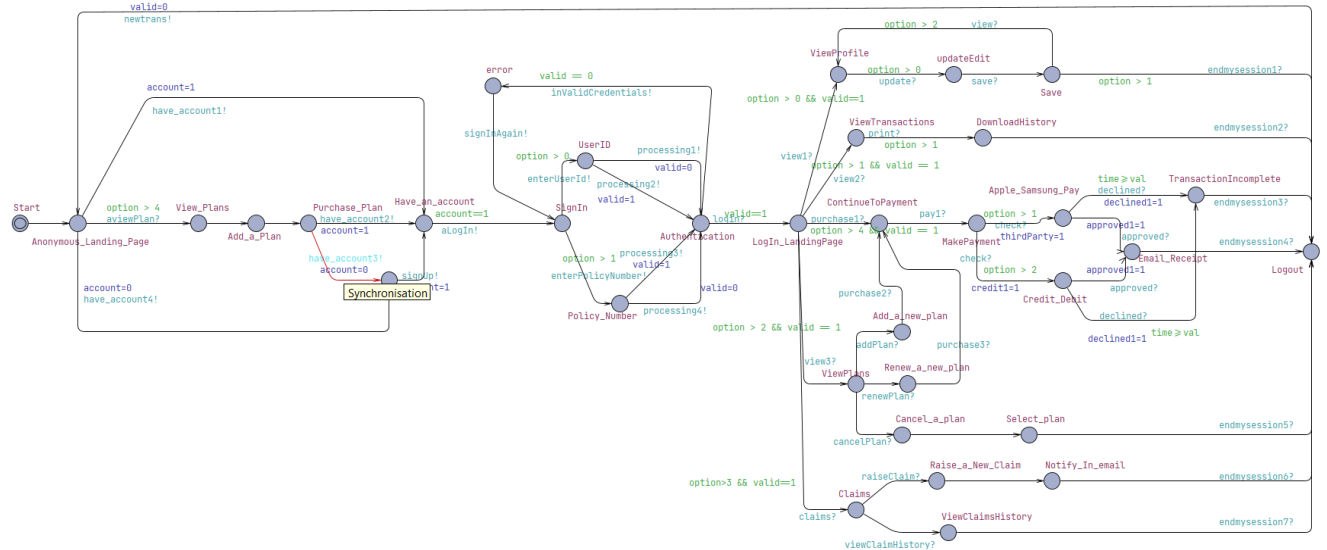 valid=0
newtrans!
option > 2
view?
ViewProfile
updateEdit
error
valid == 0
option > 0
endmysession1?
update?
save?
option > 1
Save
account=1
inValidCredentials!
option > 0 && valid==1
have_account1!
ViewTransactions
DownloadHistory
signInAgain!
print?
endmysession2?
UserID
option > 1
option > 0
processing1!
view1?
valid=0
option > 1 && valid == 1
enterUserId!
processing2!
view2?
time≥val
TransactionIncomplete
Apple_Samsung_Pay
declined?
valid=1
declined1=1
Start
option > 4
View_Plans
Purchase_Plan
Have_an_account
SignIn
ContinueToPayment
endmysession3?
aviewPlan?
have_account2!
account==1
login?
valid==1
purchase1?
pay1?
option > 1
check?
approved1=1
account=1
aLogIn!
option > 4 && valid == 1
thirdParty=1
Anonymous_Landing_Page
Add_a_Plan
Authentication
LogIn_LandingPage
MakePayment
approved?
endmysession4?
have_account3!
option > 1
processing3!
check?
Email_Receipt
account=0
signUp!
valid=1
option > 2
approved1=1
Logout
enterPolicyNumber!
account=0
t=1
valid=0
credit1=1
approved?
have_account4!
Synchronisation
purchase2?
Credit_Debit
Policy_Number
processing4!
Add_a_new_plan
declined?
option > 2 && valid == 1
time≥val
addPlan?
purchase3?
declined1=1
view3?
ViewPlans
Renew_a_new_plan
renewPlan?
Cancel_a_plan
Select_plan
endmysession5?
cancelPlan?
Raise_a_New_Claim
Notify_In_email
raiseClaim?
endmysession6?
option>3 && valid==1
Claims
claims?
ViewClaimsHistory
endmysession7?
viewClaimHistory?